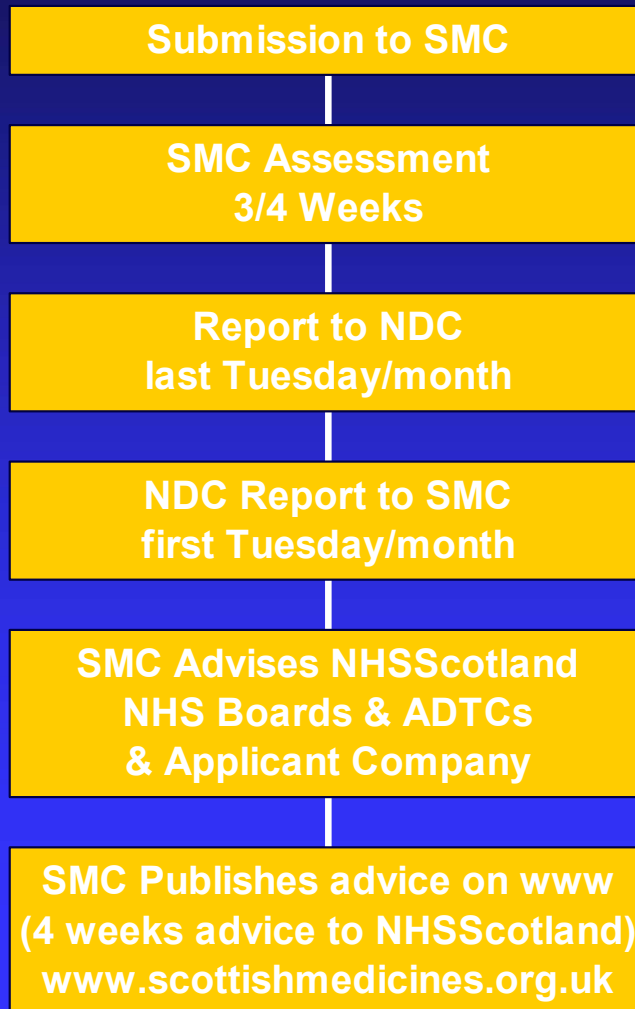 Submission to SMC
SMC Assessment
3/4 Weeks
Report to NDC
last Tuesday/month
NDC Report to SMC
first Tuesday/month
SMC Advises NHSScotland
NHS Boards & ADTCs
& Applicant Company
SMC Publishes advice on www
(4 weeks advice to NHSScotland)
www.scottishmedicines.org.uk